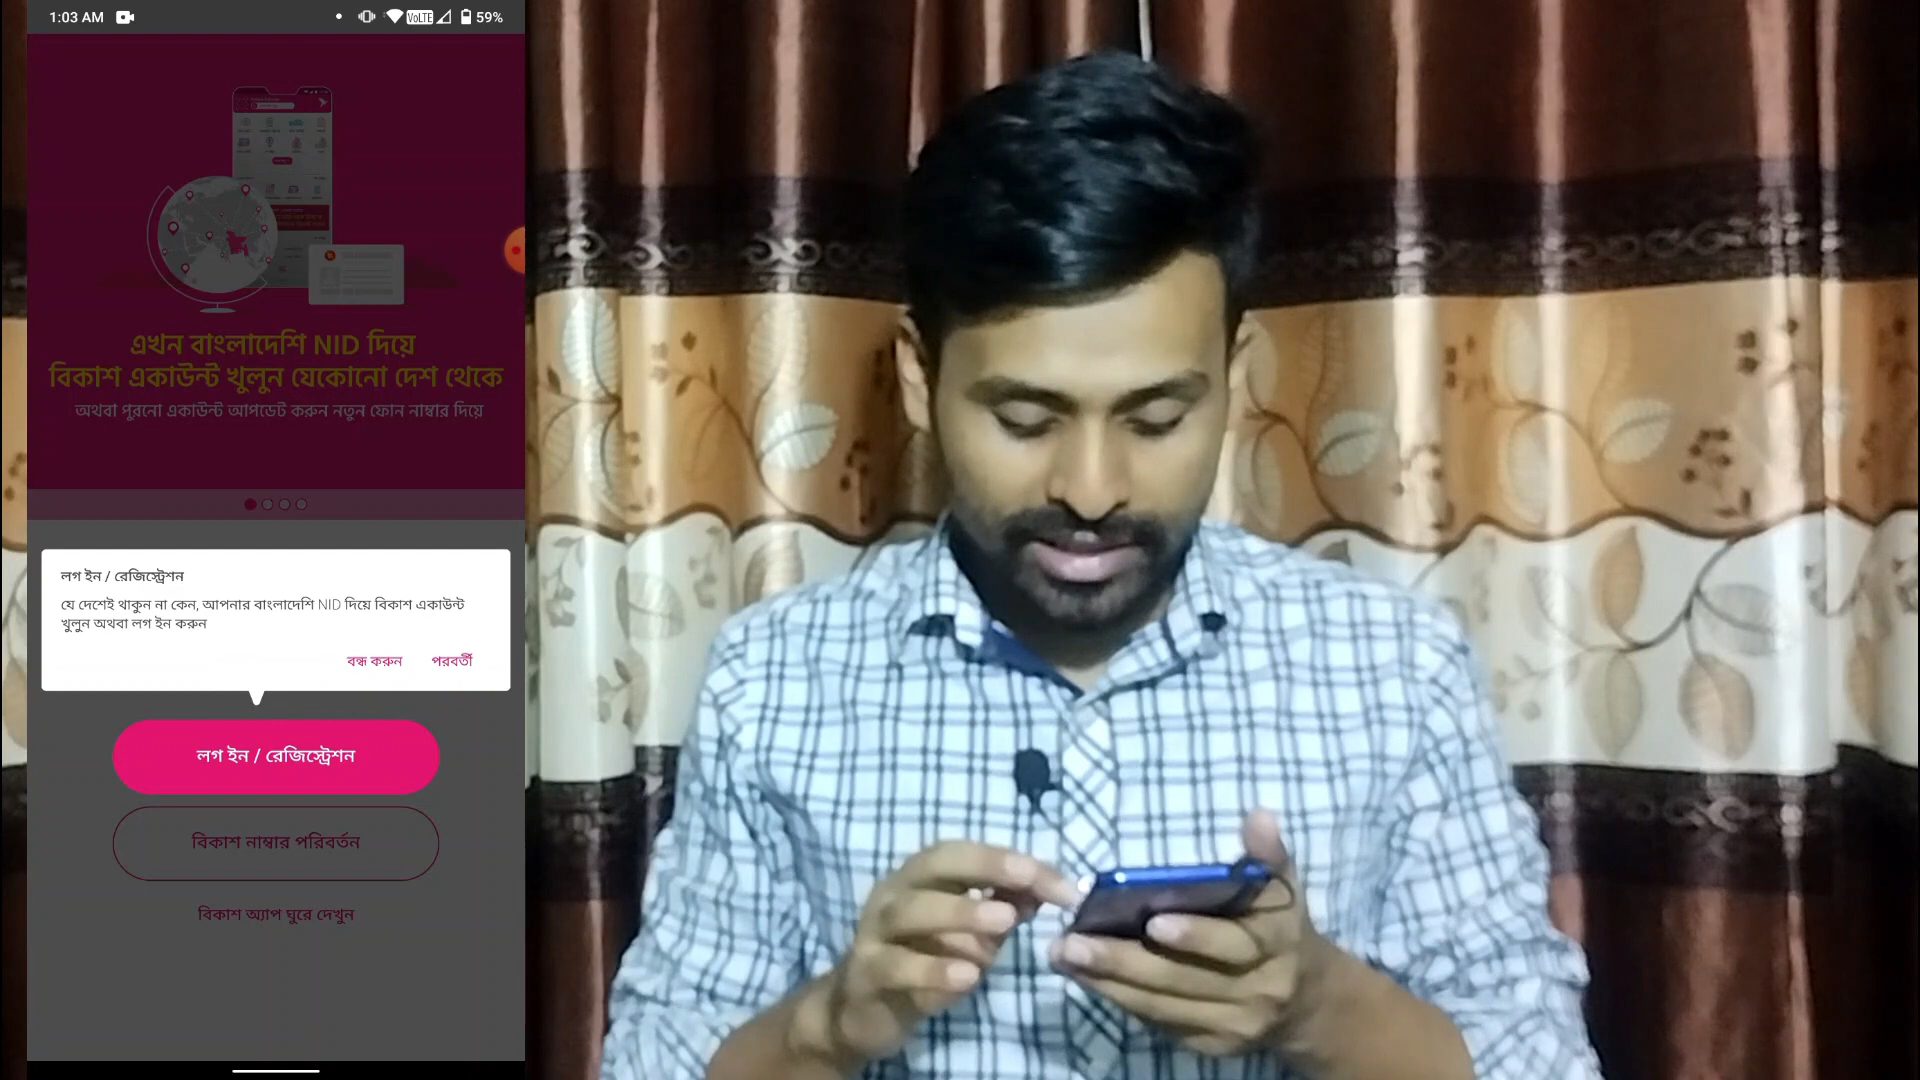 1:03 AM
VoLTE
59%
এখন বাংলাদেশি NID দিয়ে
বিকাশ একাউন্ট খুলুন যেকোনো দেশ থেকে
অথবা পুরনো একাউন্ট আপডেট করুন নতুন ফোন নাম্বার দিয়ে
লগ ইন / রেজিস্ট্রেশন
যে দেশেই থাকুন না কেন, আপনার বাংলাদেশি NID দিয়ে বিকাশ একাউন্ট
খুলুন অথবা লগ ইন করুন
বন্ধ করুন
পরবর্তী
লগ ইন / রেজিস্ট্রেশন
বিকাশ নাম্বার পরিবর্তন
বিকাশ অ্যাপ ঘুরে দেখুন